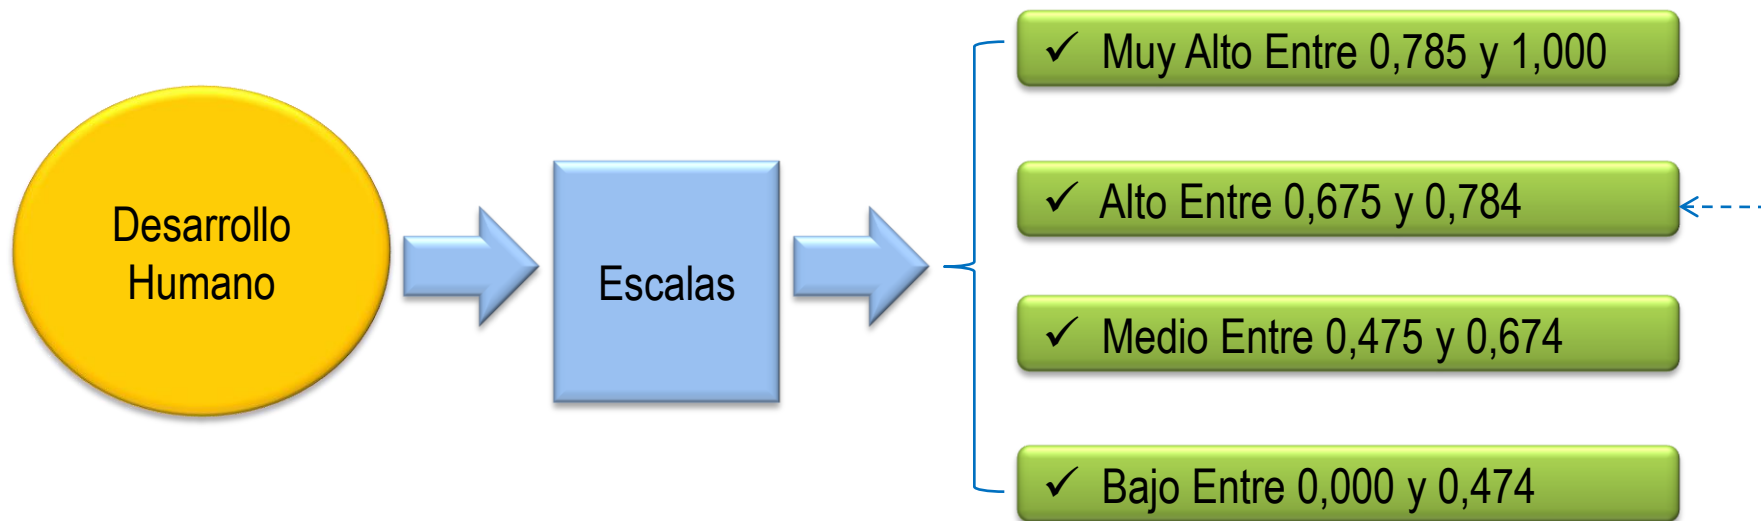 Desarrollo
Humano
Escalas
✓ Muy Alto Entre 0,785 y 1,000
✓ Alto Entre 0,675 y 0,784
✓ Medio Entre 0,475 y 0,674
✓ Bajo Entre 0,000 y 0,474